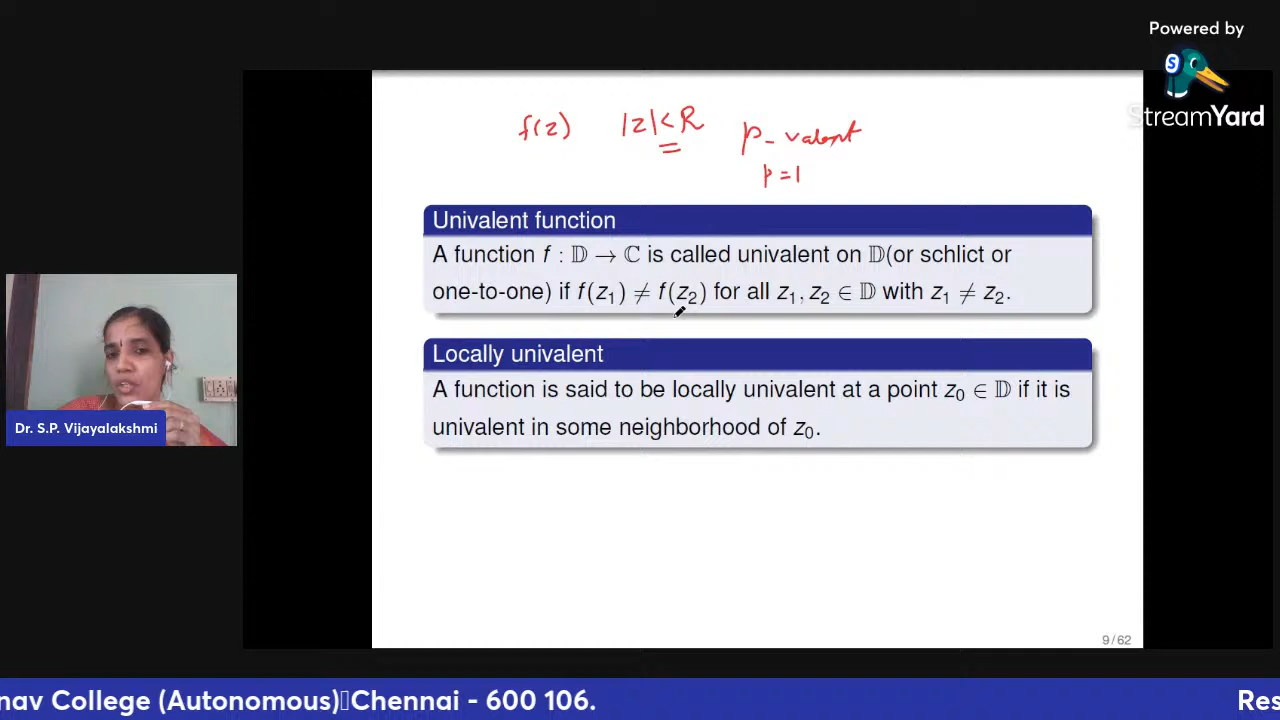 Powered by
StreamYard
f(z) |z|<R p-valent
p=1
Univalent function
A function f : 𝔻 → ℂ is called univalent on 𝔻(or schlict or
one-to-one) if f(z₁) ≠ f(z₂) for all z₁, z₂ ∈ 𝔻 with z₁ ≠ z₂.
Locally univalent
A function is said to be locally univalent at a point z₀ ∈ 𝔻 if it is
univalent in some neighborhood of z₀.
Dr. S.P. Vijayalakshmi
9/62
nav College (Autonomous)▯Chennai - 600 106.
Res